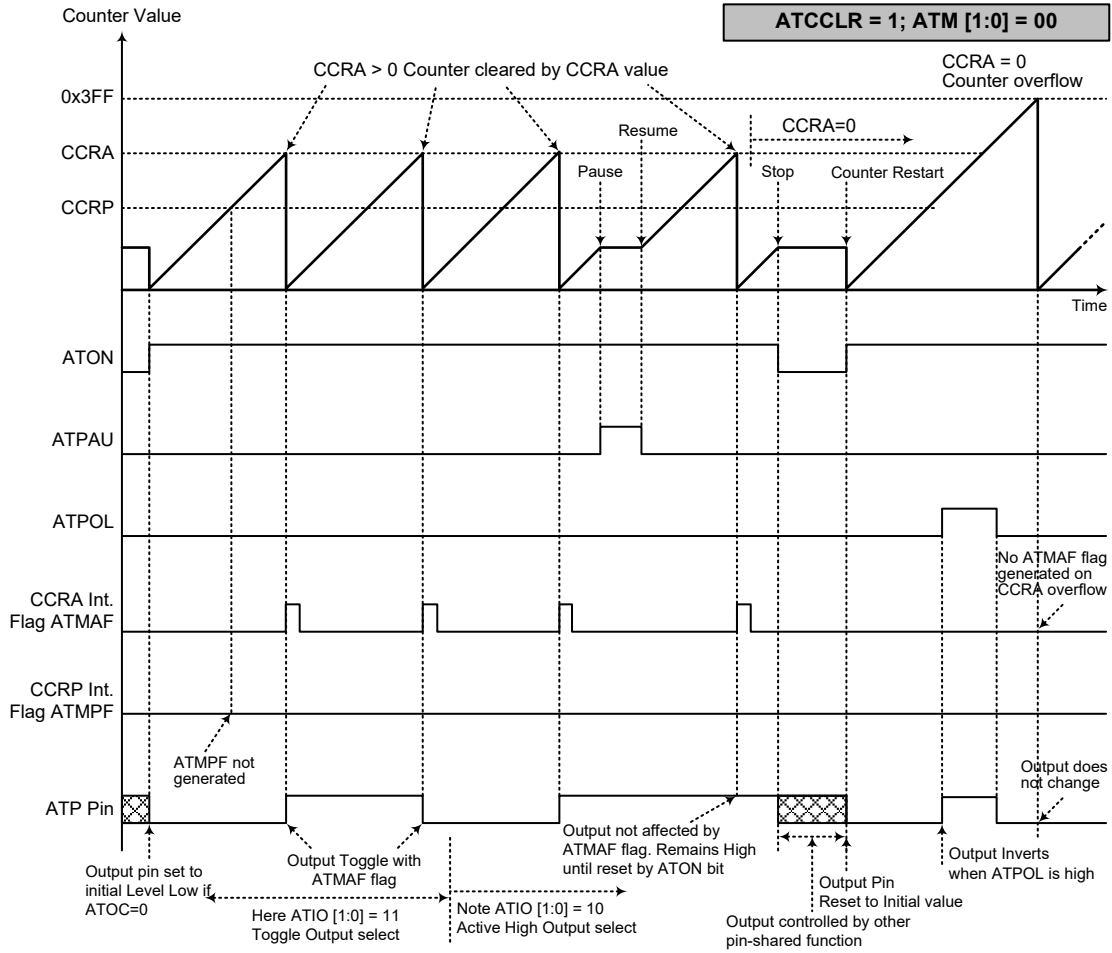 Counter Value
ATCCLR = 1; ATM [1:0] = 00
CCRA > 0 Counter cleared by CCRA value
CCRA = 0
Counter overflow
0x3FF
Resume
CCRA=0
CCRA
Pause
Stop
Counter Restart
CCRP
Time
ATON
ATPAU
ATPOL
No ATMAF flag
generated on
CCRA overflow
CCRA Int.
Flag ATMAF
CCRP Int.
Flag ATMPF
ATMPF not
generated
Output does
not change
ATP Pin
Output pin set to
initial Level Low if
ATOC=0
Output Toggle with
ATMAF flag
Output not affected by
ATMAF flag. Remains High
until reset by ATON bit
Output Inverts
when ATPOL is high
Output Pin
Reset to Initial value
Here ATIO [1:0] = 11
Toggle Output select
Note ATIO [1:0] = 10
Active High Output select
Output controlled by other
pin-shared function